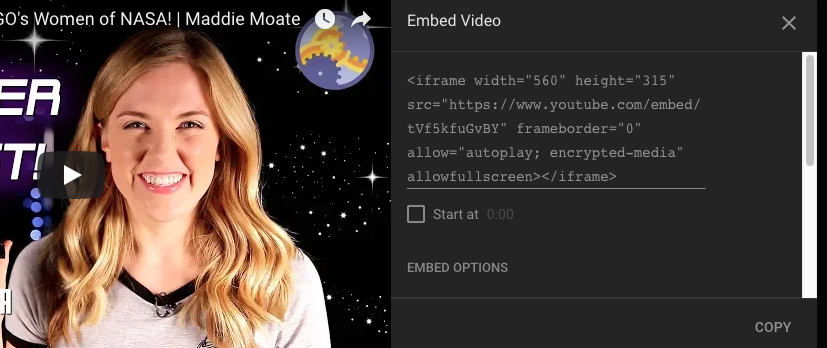 GO's Women of NASA! | Maddie Moate
ER
T!
Embed Video
<iframe width="560" height="315"
src="https://www.youtube.com/embed/
tVf5kfuGvBY" frameborder="0"
allow="autoplay; encrypted-media"
allowfullscreen></iframe>
Start at 0:00
EMBED OPTIONS
COPY